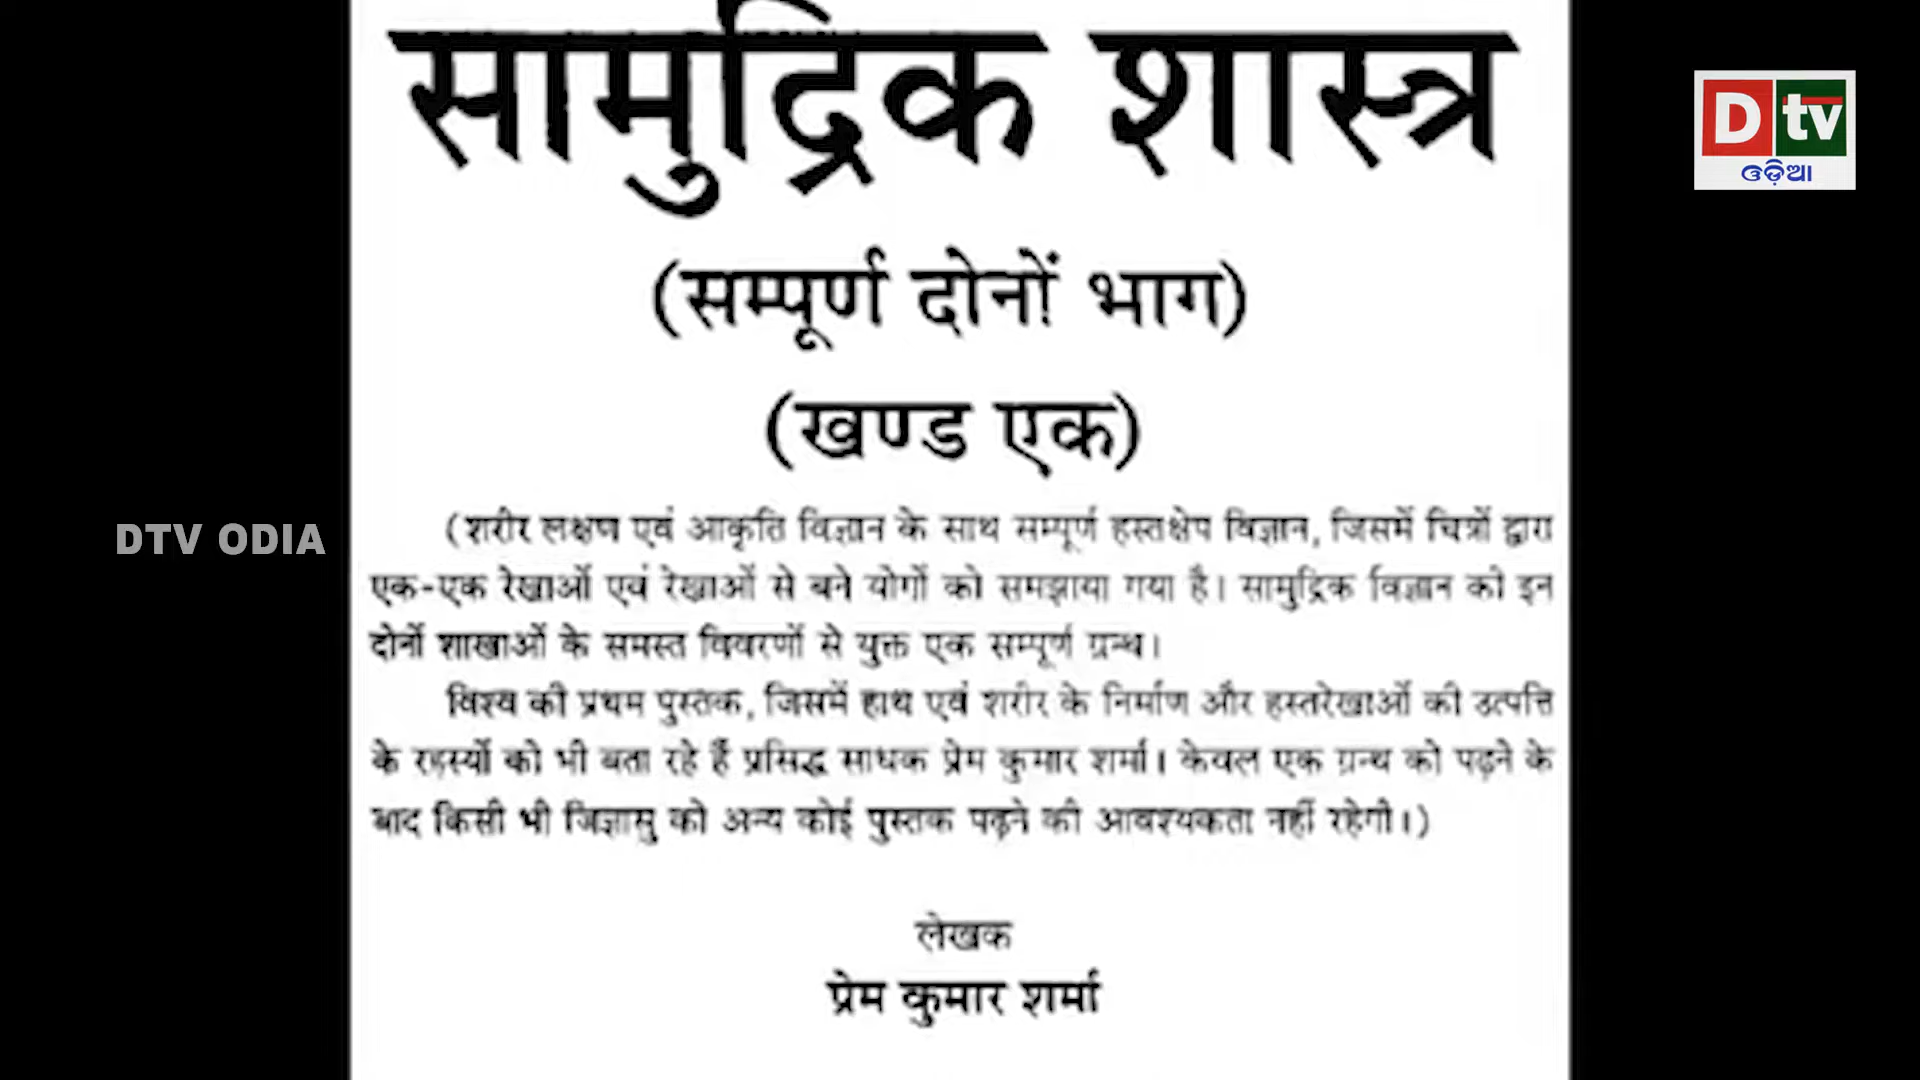 सामुद्रिक शास्त्र
(सम्पूर्ण दोनों भाग)
(खण्ड एक)
(शरीर लक्षण एवं आकृति विज्ञान के साथ सम्पूर्ण हस्तक्षेप विज्ञान, जिसमें चित्रों द्वारा
एक-एक रेखाओं एवं रेखाओं से बने योगों को समझाया गया है। सामुद्रिक विज्ञान की इन
दोनों शाखाओं के समस्त विवरणों से युक्त एक सम्पूर्ण ग्रन्थ।
विश्व की प्रथम पुस्तक, जिसमें हाथ एवं शरीर के निर्माण और हस्तरेखाओं की उत्पत्ति
के रहस्यों को भी बता रहे हैं प्रसिद्ध साधक प्रेम कुमार शर्मा। केवल एक ग्रन्थ को पढ़ने के
बाद किसी भी जिज्ञासु को अन्य कोई पुस्तक पढ़ने की आवश्यकता नहीं रहेगी।)
लेखक
प्रेम कुमार शर्मा
DTV ODIA
D tv
ଓଡ଼ିଆ